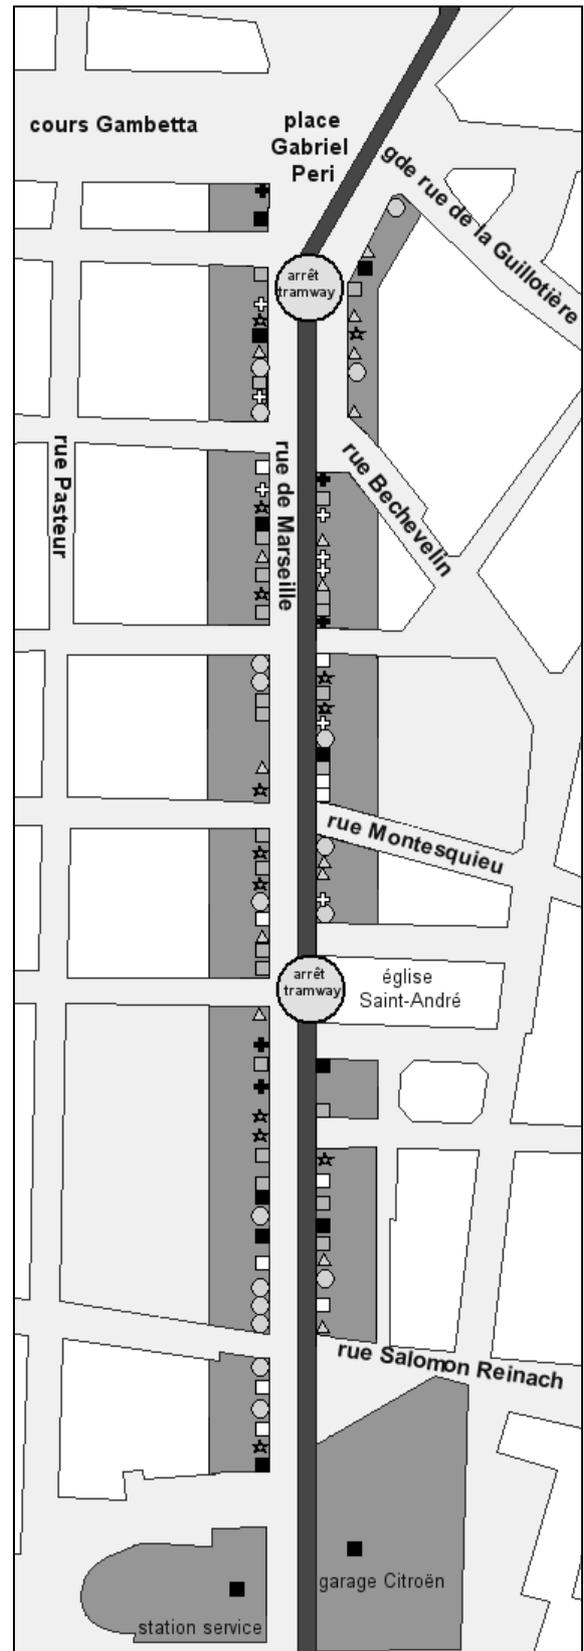 cours Gambetta
place
Gabriel
Peri
gde rue de la Guillotière
arrêt
tramway
rue Pasteur
rue de Marseille
rue Bechevelin
rue Montesquieu
arrêt
tramway
église
Saint-André
rue Salomon Reinach
garage Citroën
station service